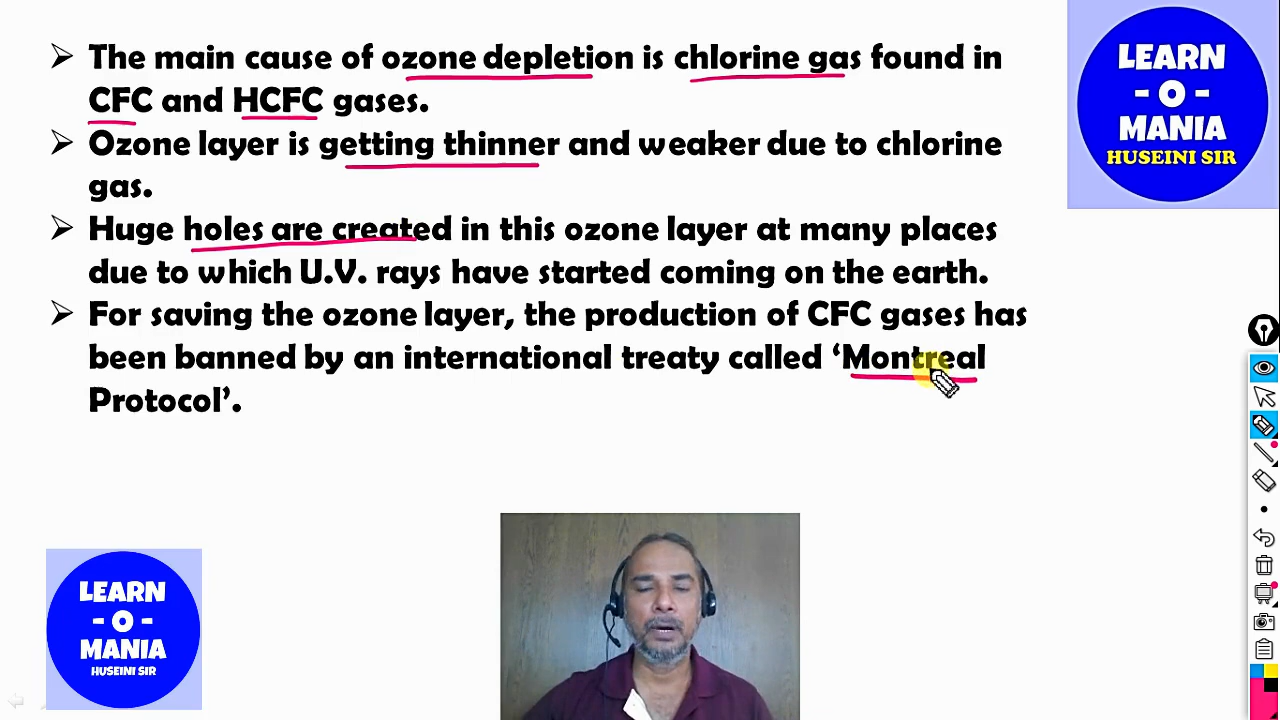 The main cause of ozone depletion is chlorine gas found in
CFC and HCFC gases.
Ozone layer is getting thinner and weaker due to chlorine
gas.
Huge holes are created in this ozone layer at many places
due to which U.V. rays have started coming on the earth.
For saving the ozone layer, the production of CFC gases has
been banned by an international treaty called ‘Montreal
Protocol’.
LEARN
- O -
MANIA
HUSEINI SIR
LEARN
- O -
MANIA
HUSEINI SIR